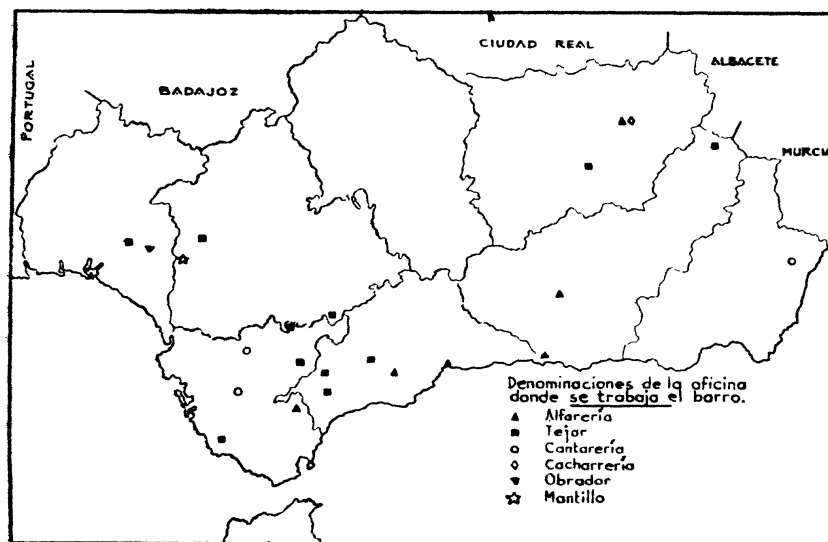 CIUDAD REAL
ALBACETE
BADAJOZ
PORTUGAL
MURCIA
Denominaciones de la oficina
donde se trabaja el barro.
Alfarería
Tejar
Cantarería
Cacharrería
Obrador
Mantillo